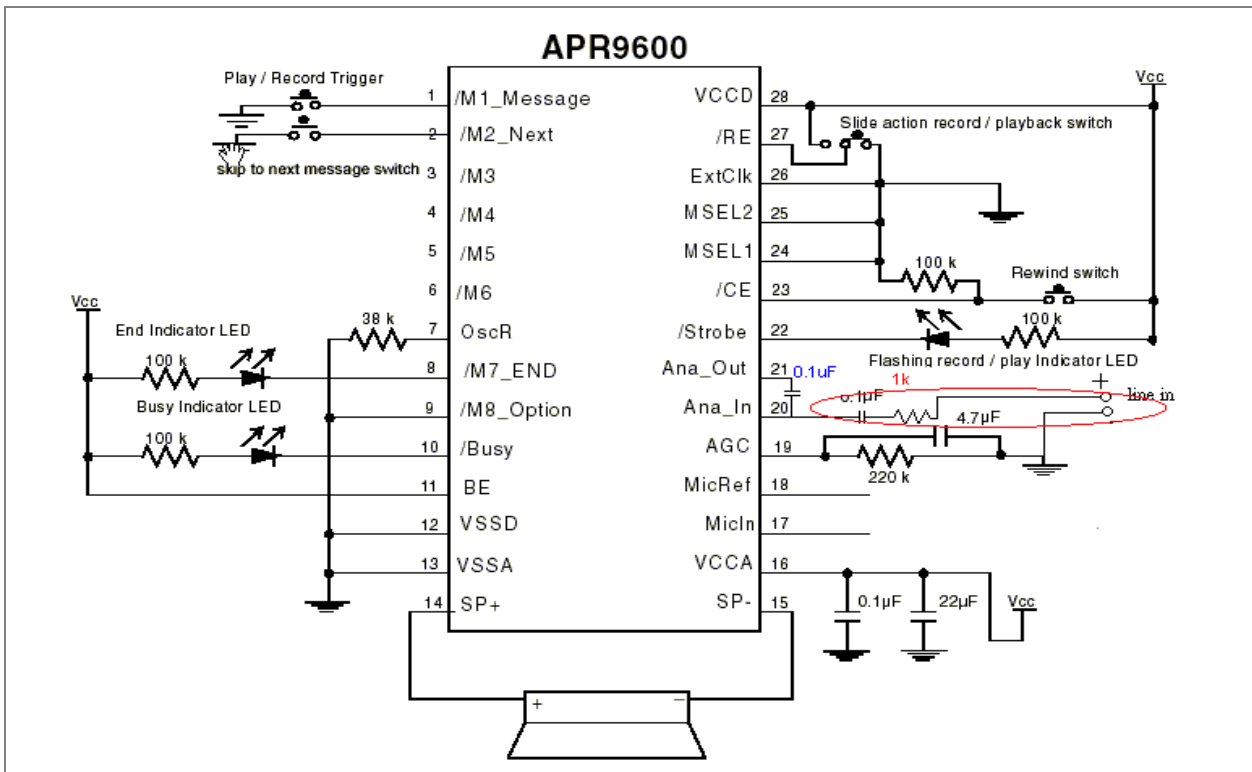 APR9600
Play / Record Trigger
Vcc
1 /M1_Message
VCCD 28
2 /M2_Next
Slide action record / playback switch
/RE 27
skip to next message switch
3 /M3
ExtClk 26
4 /M4
MSEL2 25
5 /M5
MSEL1 24
100 k
Rewind switch
6 /M6
/CE 23
Vcc
End Indicator LED
38 k
7 OscR
/Strobe 22
100 k
100 k
Flashing record / play Indicator LED
8 /M7_END
Ana_Out 21
0.1uF
1k
+
line in
Busy Indicator LED
9 /M8_Option
Ana_In 20
0.1µF
4.7µF
100 k
10 /Busy
AGC 19
220 k
11 BE
MicRef 18
12 VSSD
MicIn 17
13 VSSA
VCCA 16
14 SP+
SP- 15
0.1µF
22µF
Vcc
+ −